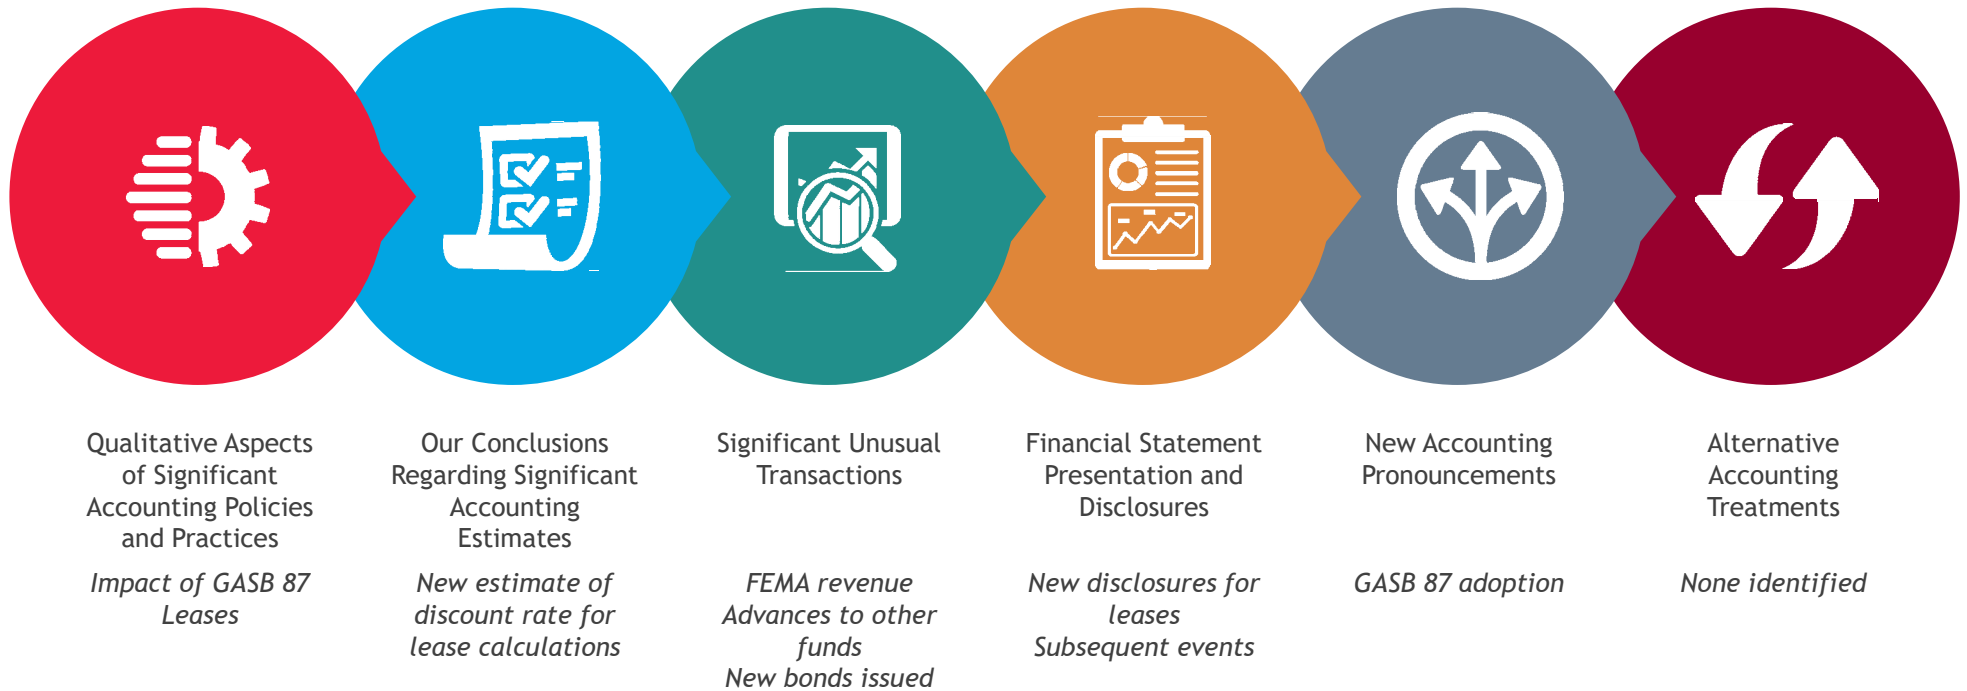 Qualitative Aspects
of Significant
Accounting Policies
and Practices
Impact of GASB 87
Leases
Our Conclusions
Regarding Significant
Accounting
Estimates
New estimate of
discount rate for
lease calculations
Significant Unusual
Transactions
FEMA revenue
Advances to other
funds
New bonds issued
Financial Statement
Presentation and
Disclosures
New disclosures for
leases
Subsequent events
New Accounting
Pronouncements
GASB 87 adoption
Alternative
Accounting
Treatments
None identified